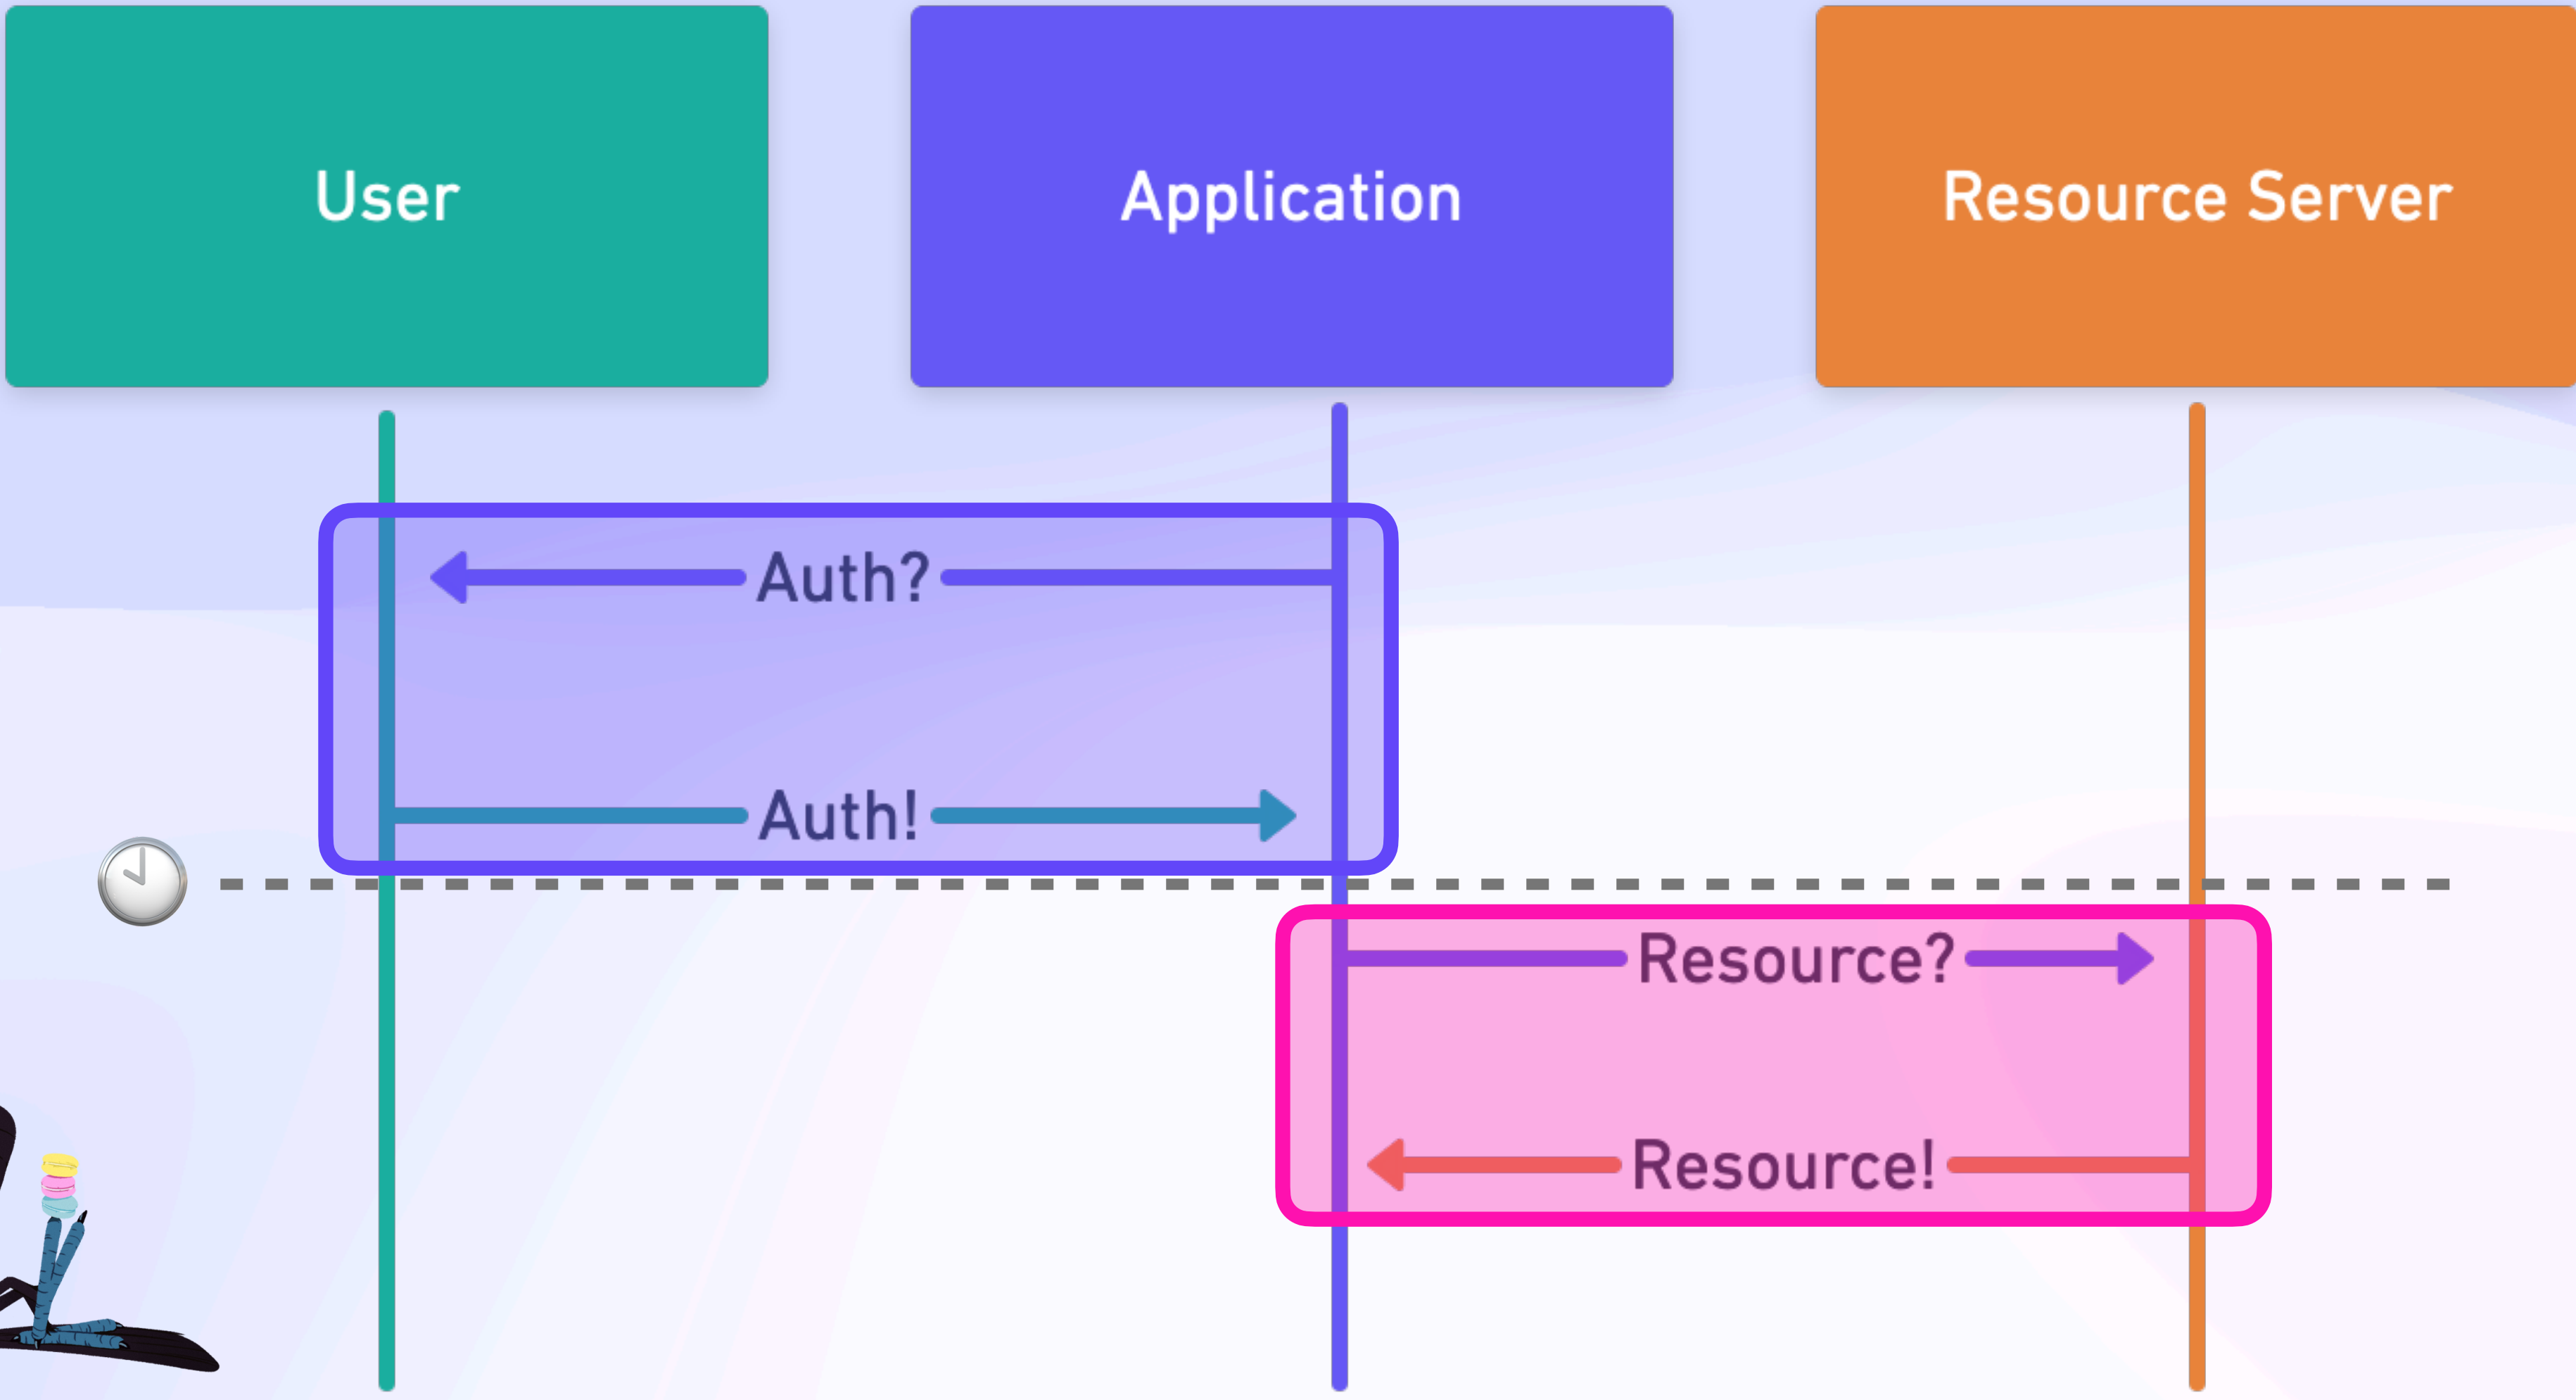 User
Application
Resource Server
Auth?
Auth!
Resource?
Resource!